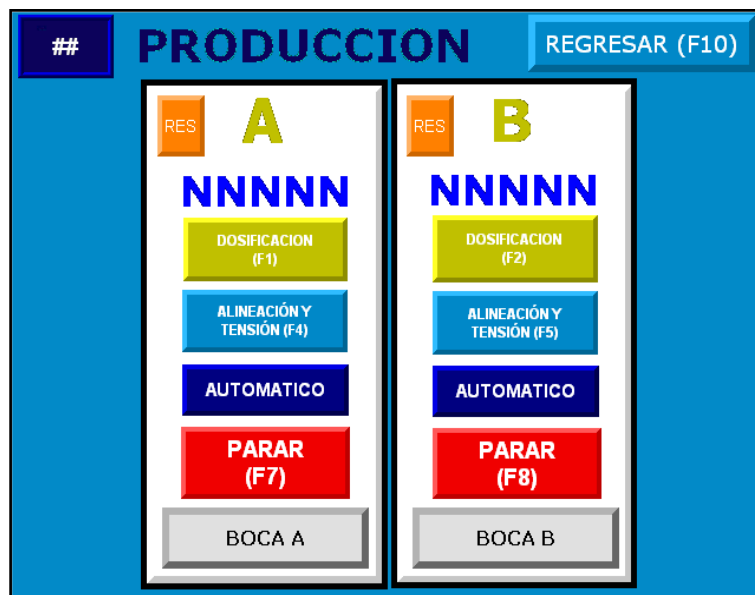 ##
PRODUCCION
REGRESAR (F10)
RES
A
NNNNN
DOSIFICACION
(F1)
ALINEACIÓN Y
TENSIÓN (F4)
AUTOMATICO
PARAR
(F7)
BOCA A
RES
B
NNNNN
DOSIFICACION
(F2)
ALINEACIÓN Y
TENSIÓN (F5)
AUTOMATICO
PARAR
(F8)
BOCA B